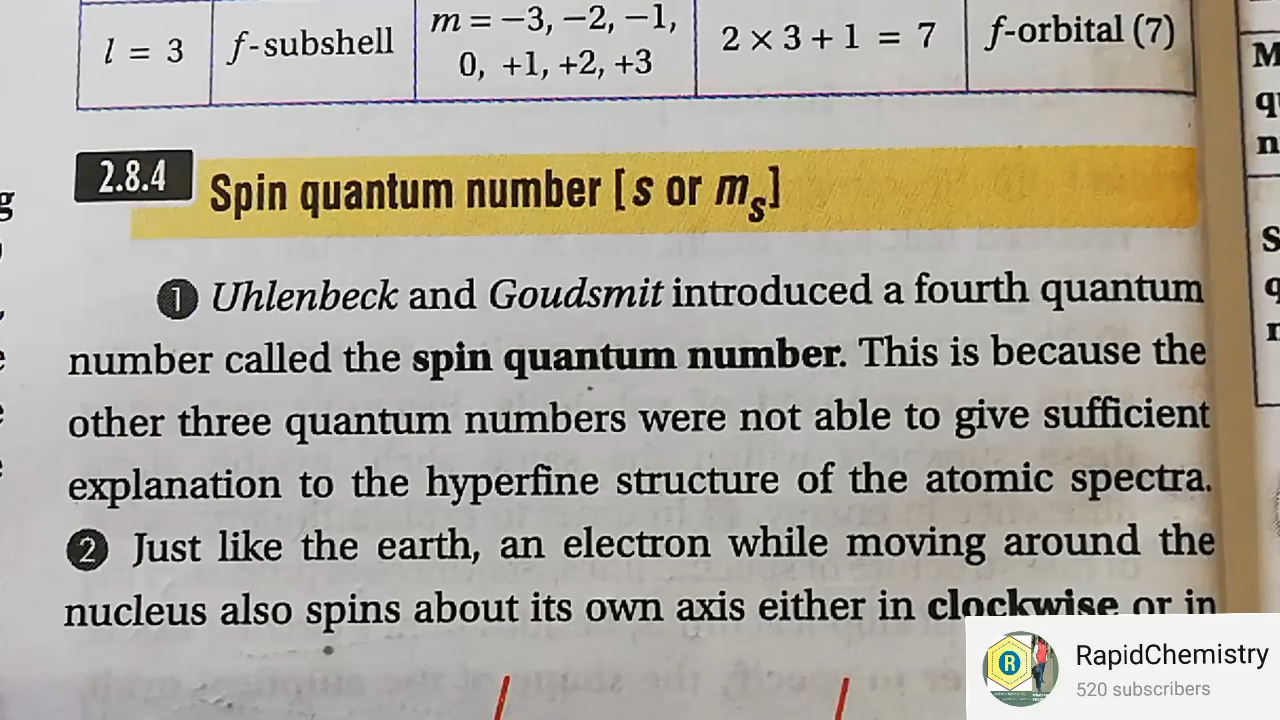 l = 3 f-subshell m = −3, −2, −1, 0, +1, +2, +3 2 × 3 + 1 = 7 f-orbital (7)
2.8.4 Spin quantum number [s or mₛ]
❶ Uhlenbeck and Goudsmit introduced a fourth quantum
number called the spin quantum number. This is because the
other three quantum numbers were not able to give sufficient
explanation to the hyperfine structure of the atomic spectra.
❷ Just like the earth, an electron while moving around the
nucleus also spins about its own axis either in clockwise or in
R
RapidChemistry
520 subscribers